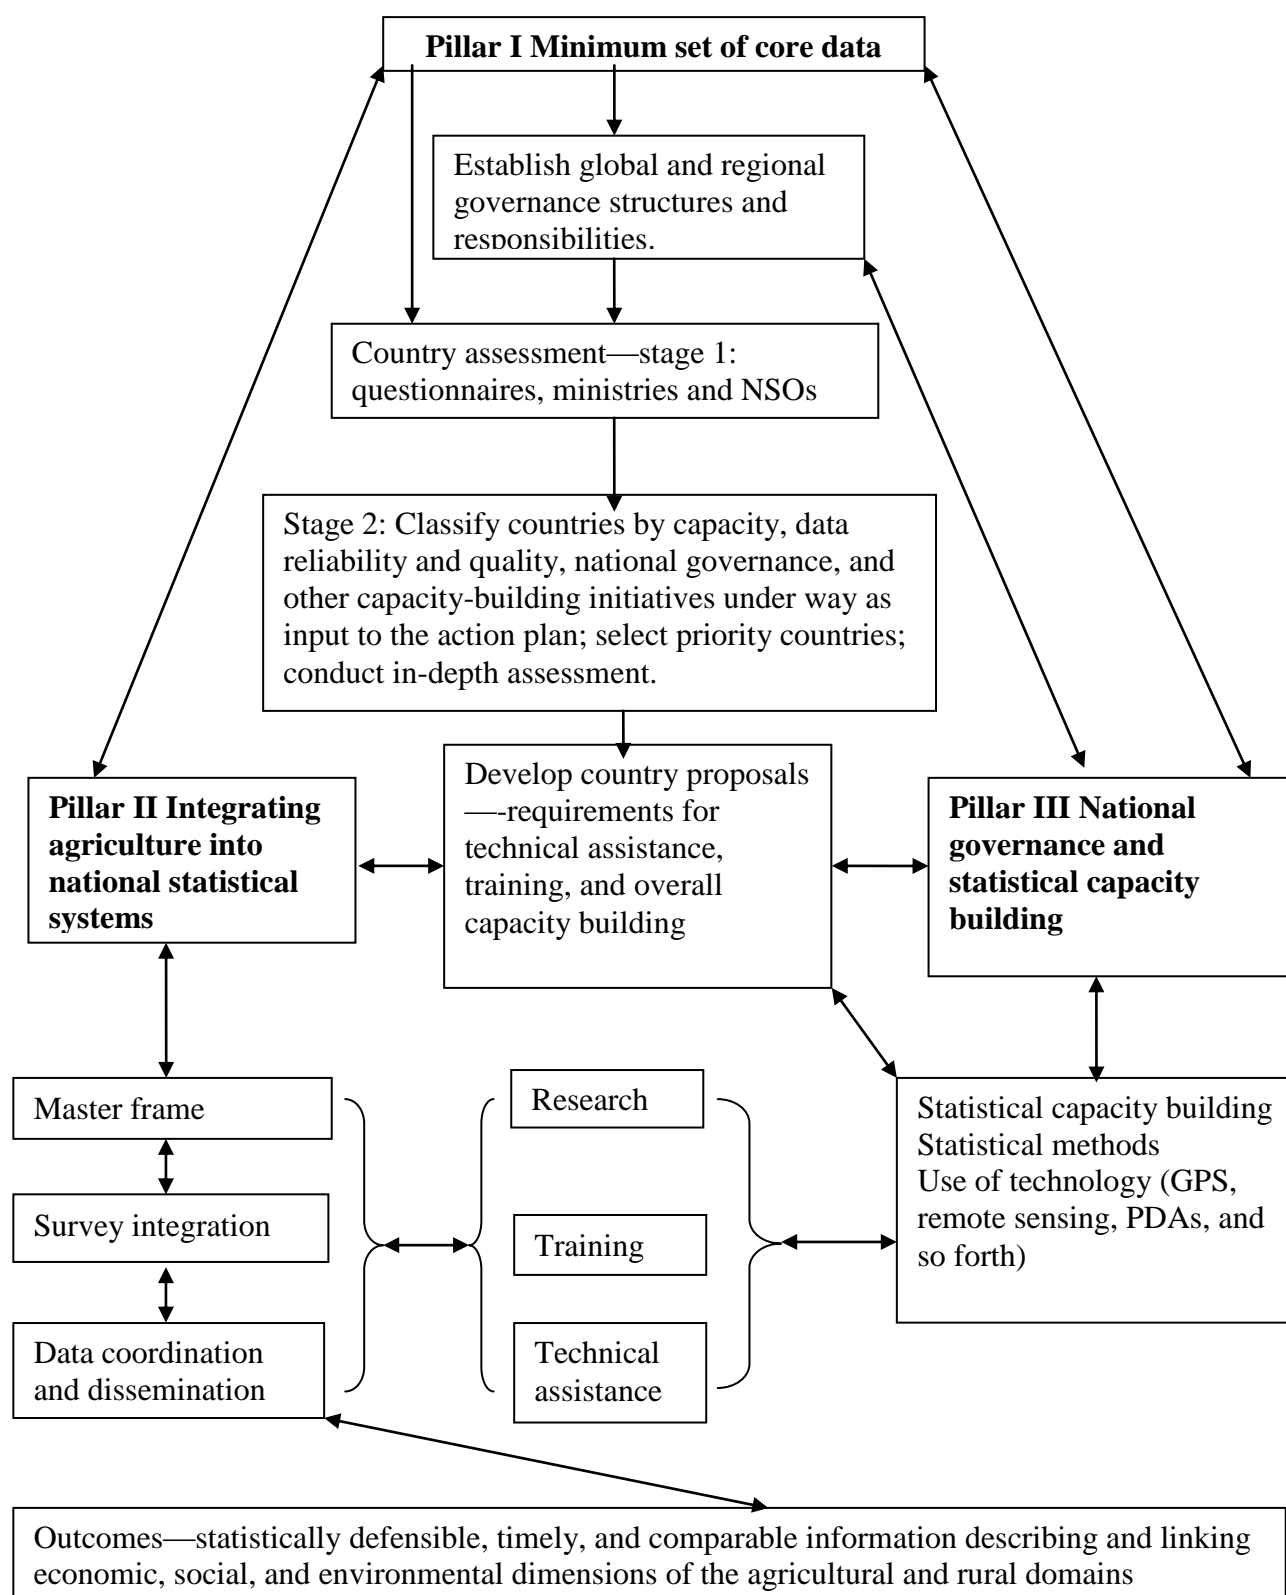 Pillar I Minimum set of core data
Establish global and regional
governance structures and
responsibilities.
Country assessment—stage 1:
questionnaires, ministries and NSOs
Stage 2: Classify countries by capacity, data
reliability and quality, national governance, and
other capacity-building initiatives under way as
input to the action plan; select priority countries;
conduct in-depth assessment.
Pillar II Integrating
agriculture into
national statistical
systems
Develop country proposals
—-requirements for
technical assistance,
training, and overall
capacity building
Pillar III National
governance and
statistical capacity
building
Master frame
Survey integration
Data coordination
and dissemination
Research
Training
Technical
assistance
Statistical capacity building
Statistical methods
Use of technology (GPS,
remote sensing, PDAs, and
so forth)
Outcomes—statistically defensible, timely, and comparable information describing and linking
economic, social, and environmental dimensions of the agricultural and rural domains